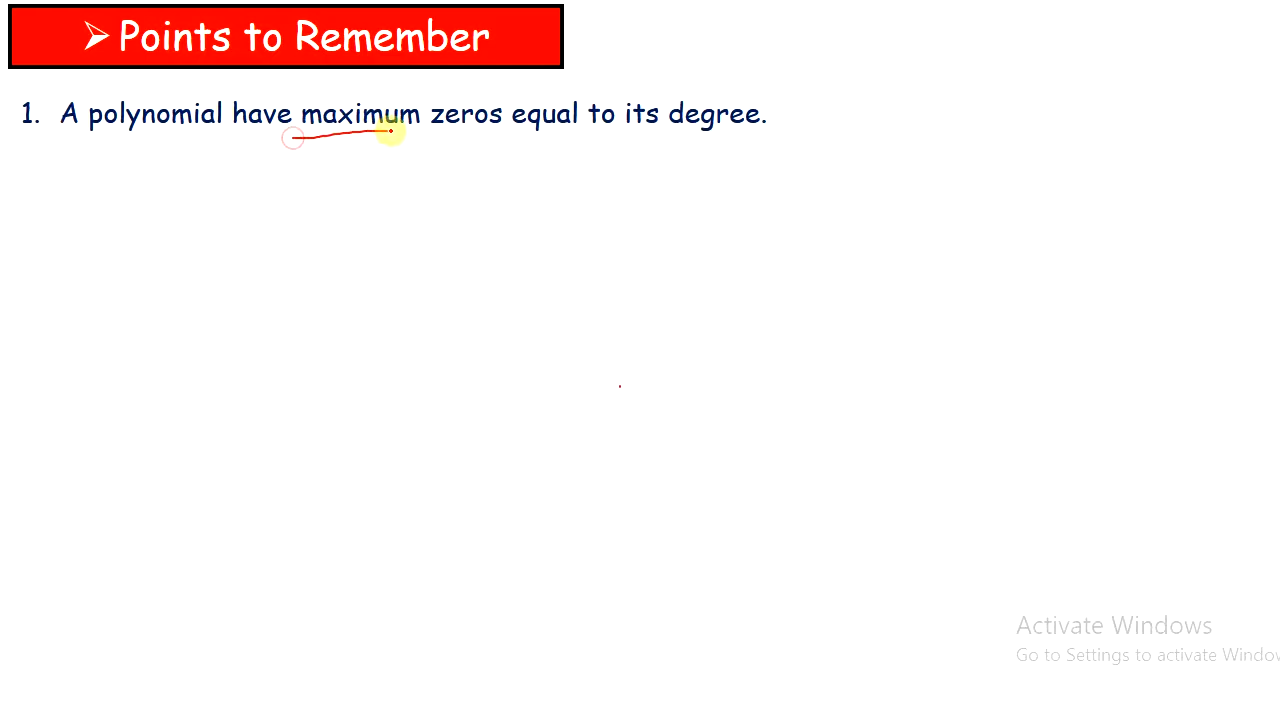 ➢ Points to Remember
1. A polynomial have maximum zeros equal to its degree.
Activate Windows
Go to Settings to activate Window